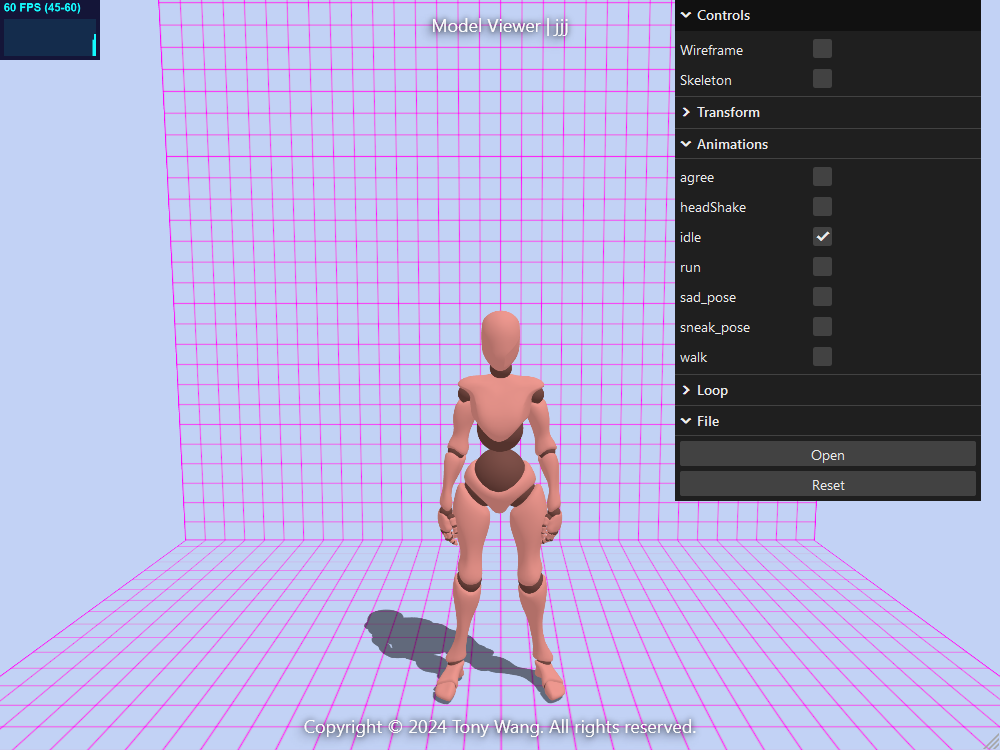 60 FPS (45-60)
Model Viewer | jjj
Controls
Wireframe
Skeleton
Transform
Animations
agree
headShake
idle
run
sad_pose
sneak_pose
walk
Loop
File
Open
Reset
Copyright © 2024 Tony Wang. All rights reserved.